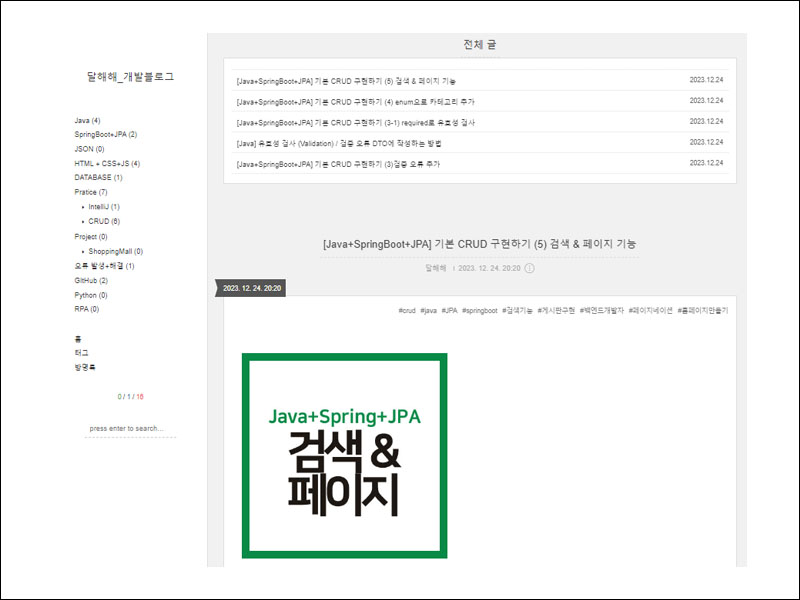 달해해_개발블로그
Java (4)
SpringBoot+JPA (2)
JSON (0)
HTML + CSS+JS (4)
DATABASE (1)
Pratice (7)
IntelliJ (1)
CRUD (6)
Project (0)
ShoppingMall (0)
오류 발생+해결 (1)
GitHub (2)
Python (0)
RPA (0)
홈
태그
방명록
0 / 1 / 16
press enter to search...
전체 글
[Java+SpringBoot+JPA] 기본 CRUD 구현하기 (5) 검색 & 페이지 기능 2023.12.24
[Java+SpringBoot+JPA] 기본 CRUD 구현하기 (4) enum으로 카테고리 추가 2023.12.24
[Java+SpringBoot+JPA] 기본 CRUD 구현하기 (3-1) required로 유효성 검사 2023.12.24
[Java] 유효성 검사 (Validation) / 검증 오류 DTO에 작성하는 방법 2023.12.24
[Java+SpringBoot+JPA] 기본 CRUD 구현하기 (3)검증 오류 추가 2023.12.24
[Java+SpringBoot+JPA] 기본 CRUD 구현하기 (5) 검색 & 페이지 기능
달해해 | 2023. 12. 24. 20:20
2023. 12. 24. 20:20
#crud #java #JPA #springboot #검색기능 #게시판구현 #백엔드개발자 #페이지네이션 #홈페이지만들기
Java+Spring+JPA
검색 &
페이지